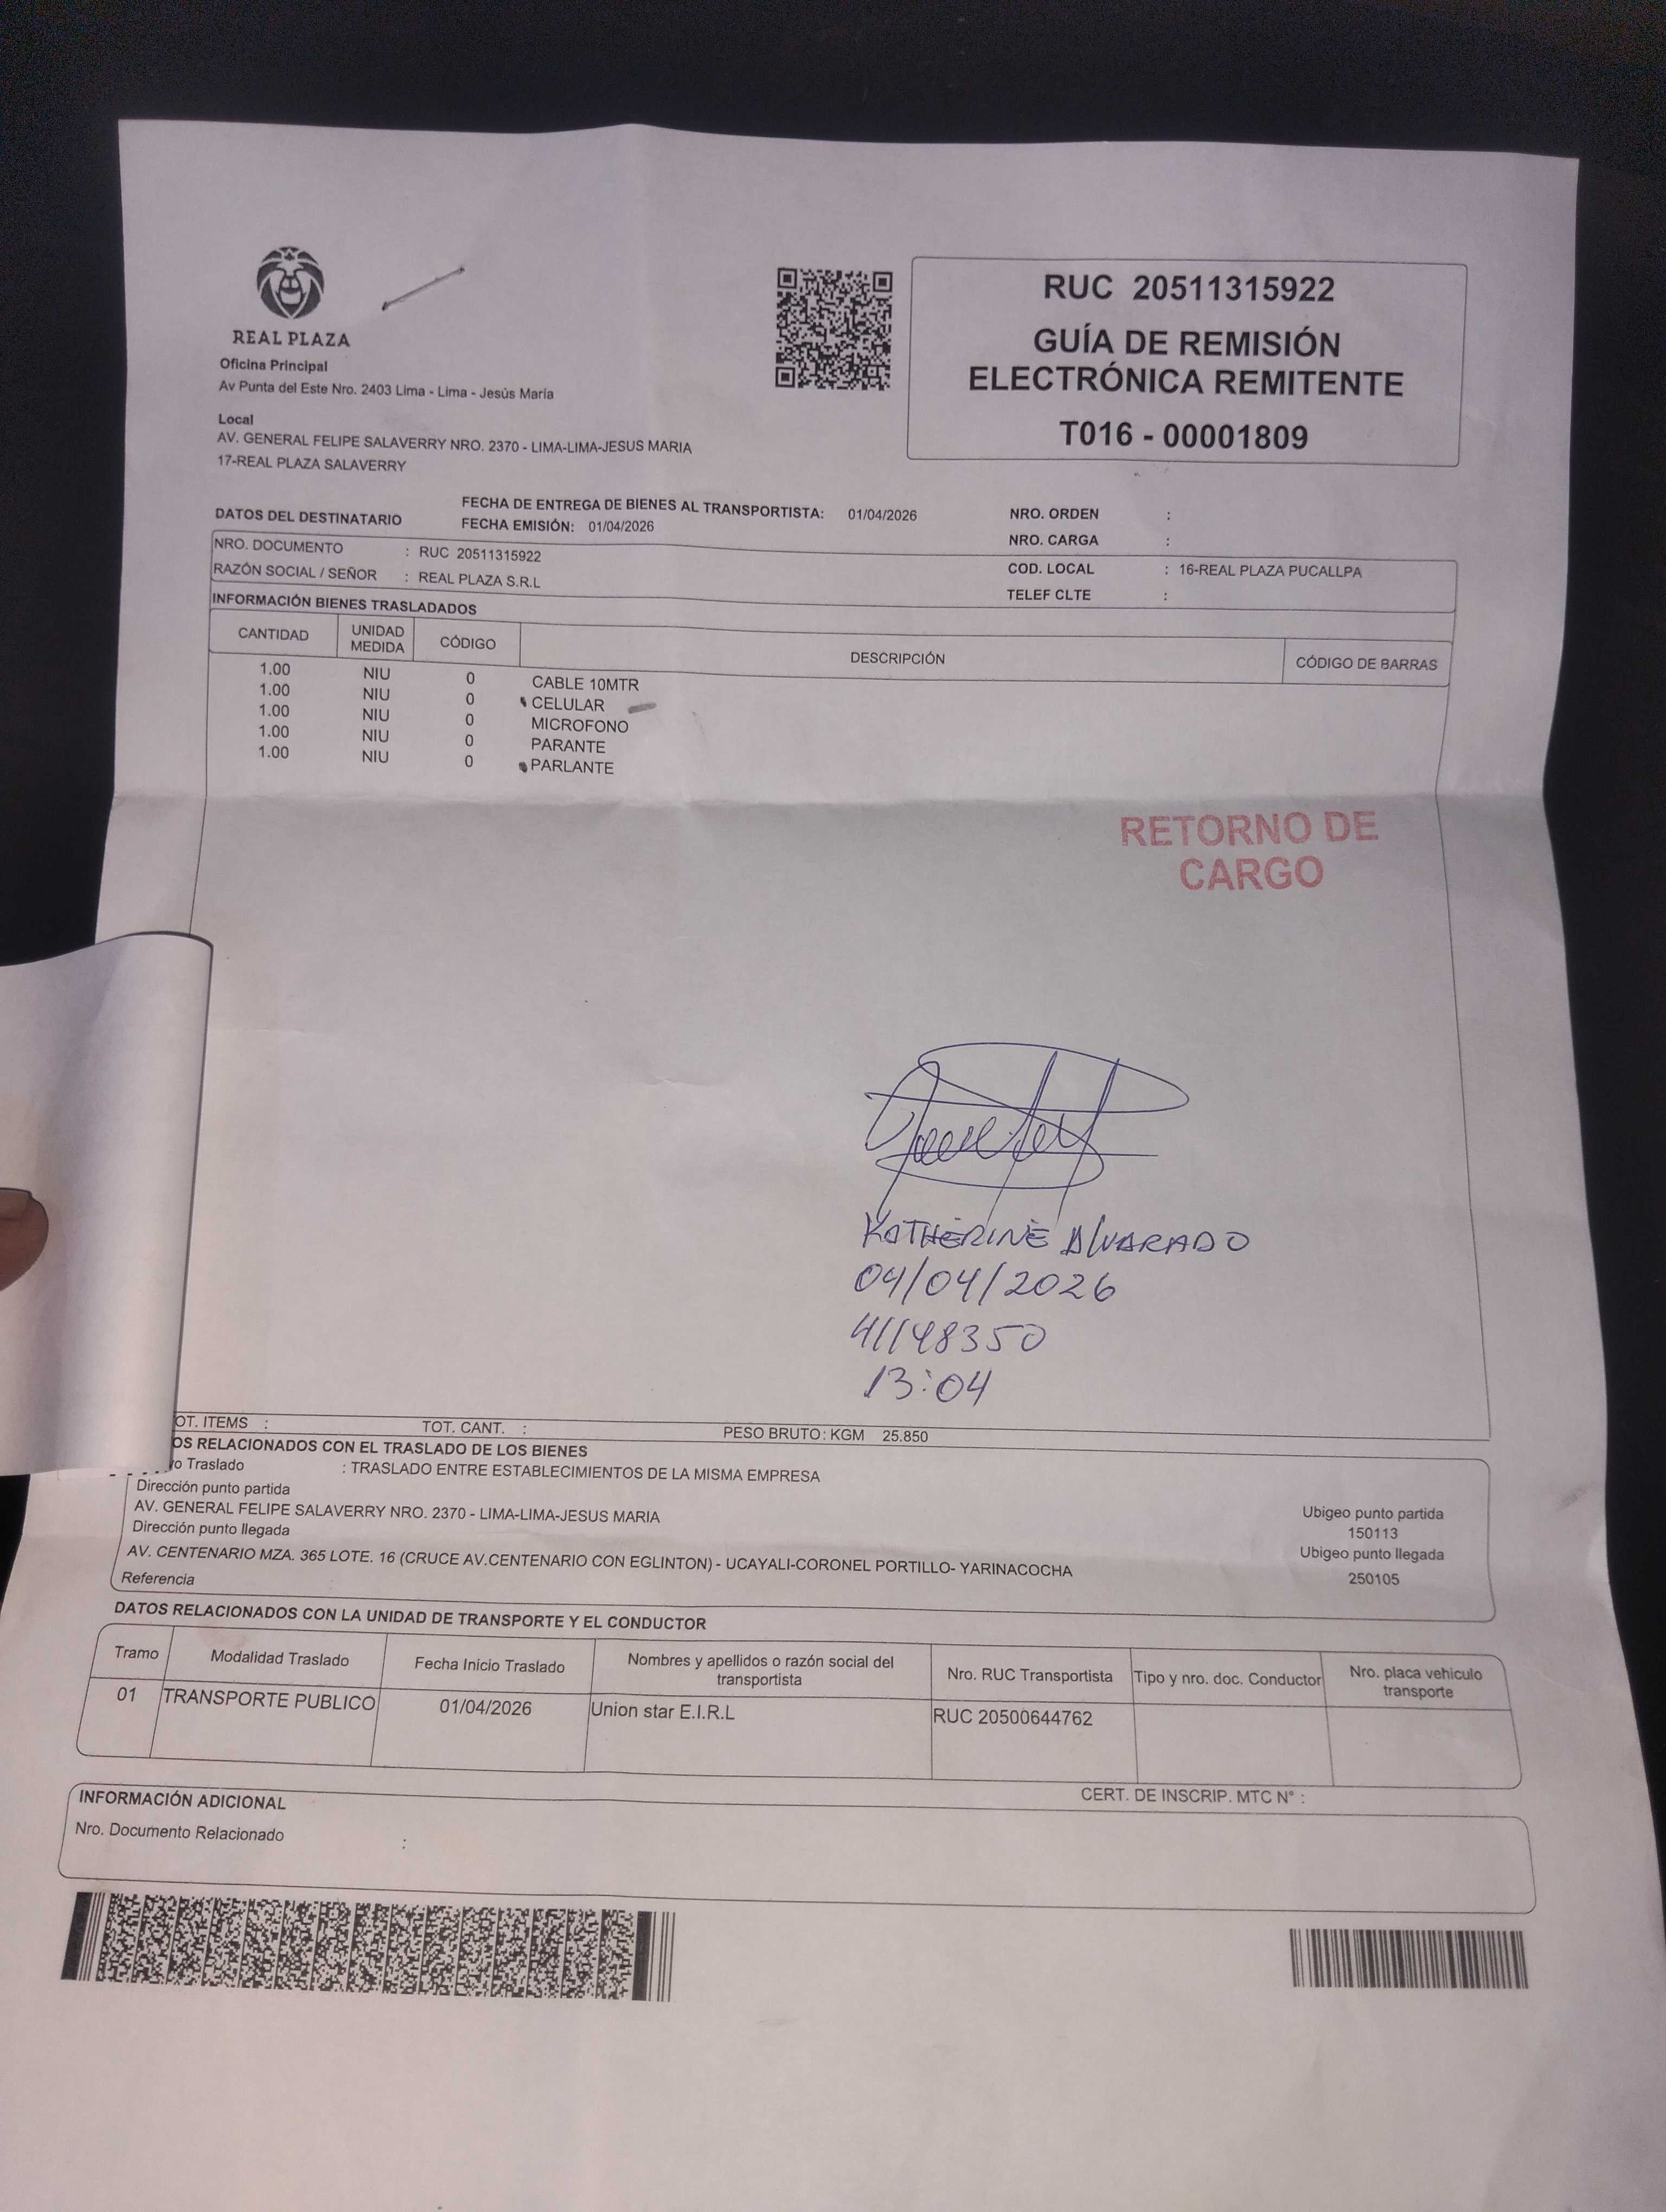 REAL PLAZA
Oficina Principal
Av Punta del Este Nro. 2403 Lima - Lima - Jesús María
Local
AV. GENERAL FELIPE SALAVERRY NRO. 2370 - LIMA-LIMA-JESUS MARIA
17-REAL PLAZA SALAVERRY
RUC 20511315922
GUÍA DE REMISIÓN
ELECTRÓNICA REMITENTE
T016 - 00001809
DATOS DEL DESTINATARIO
FECHA DE ENTREGA DE BIENES AL TRANSPORTISTA: 01/04/2026
FECHA EMISIÓN: 01/04/2026
NRO. ORDEN :
NRO. CARGA :
NRO. DOCUMENTO : RUC 20511315922
RAZÓN SOCIAL / SEÑOR : REAL PLAZA S.R.L
COD. LOCAL : 16-REAL PLAZA PUCALLPA
TELEF CLTE :
INFORMACIÓN BIENES TRASLADADOS
CANTIDAD UNIDAD MEDIDA CÓDIGO DESCRIPCIÓN CÓDIGO DE BARRAS
1.00 NIU 0 CABLE 10MTR
1.00 NIU 0 CELULAR
1.00 NIU 0 MICROFONO
1.00 NIU 0 PARANTE
1.00 NIU 0 PARLANTE
RETORNO DE
CARGO
KATHERINE ALVARADO
04/04/2026
41148350
13:04
OT. ITEMS : TOT. CANT. : PESO BRUTO: KGM 25.850
OS RELACIONADOS CON EL TRASLADO DE LOS BIENES
vo Traslado : TRASLADO ENTRE ESTABLECIMIENTOS DE LA MISMA EMPRESA
Dirección punto partida
AV. GENERAL FELIPE SALAVERRY NRO. 2370 - LIMA-LIMA-JESUS MARIA
Dirección punto llegada
AV. CENTENARIO MZA. 365 LOTE. 16 (CRUCE AV.CENTENARIO CON EGLINTON) - UCAYALI-CORONEL PORTILLO- YARINACOCHA
Referencia
Ubigeo punto partida
150113
Ubigeo punto llegada
250105
DATOS RELACIONADOS CON LA UNIDAD DE TRANSPORTE Y EL CONDUCTOR
Tramo Modalidad Traslado Fecha Inicio Traslado Nombres y apellidos o razón social del transportista Nro. RUC Transportista Tipo y nro. doc. Conductor Nro. placa vehiculo transporte
01 TRANSPORTE PUBLICO 01/04/2026 Union star E.I.R.L RUC 20500644762
CERT. DE INSCRIP. MTC N° :
INFORMACIÓN ADICIONAL
Nro. Documento Relacionado :